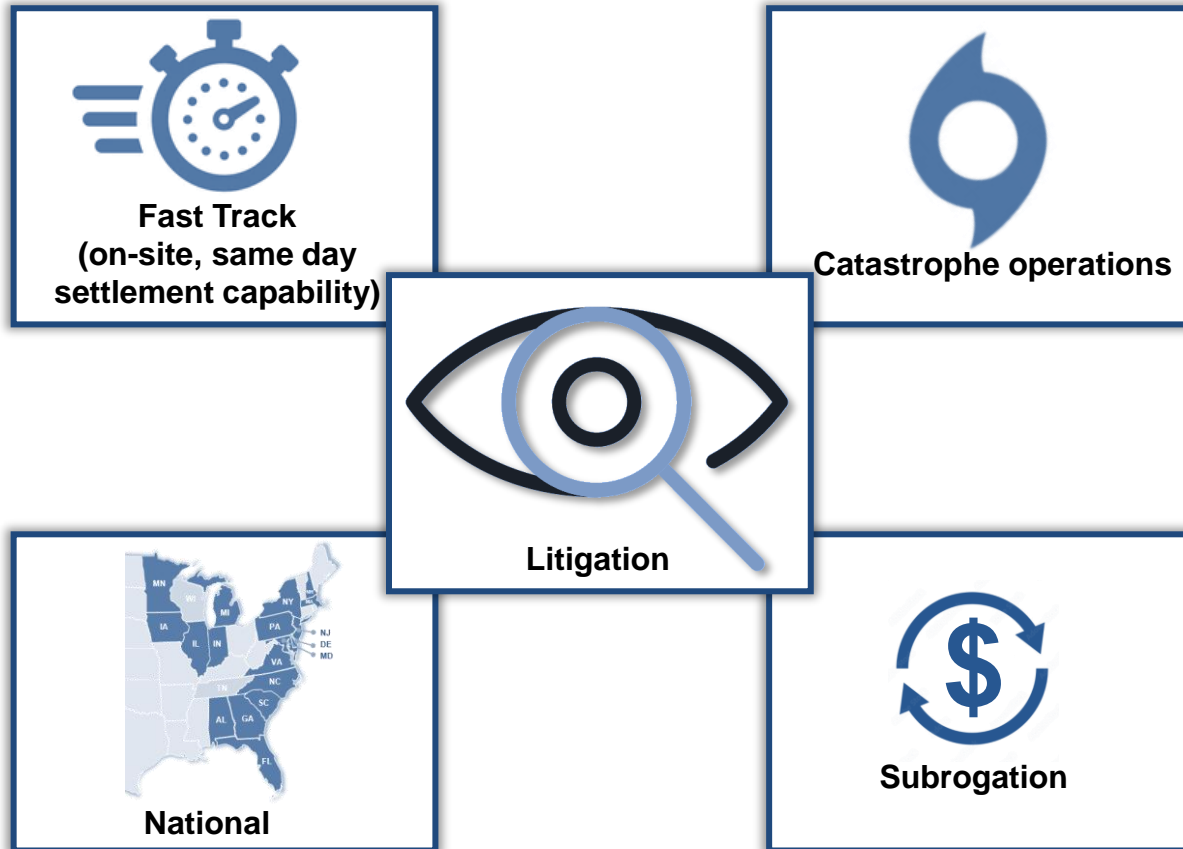 Fast Track
(on-site, same day
settlement capability)
Catastrophe operations
Litigation
MN
WI
MI
NY
NH
IA
IL
IN
PA
NJ
DE
MD
VA
TN
NC
SC
AL
GA
FL
National
$
Subrogation